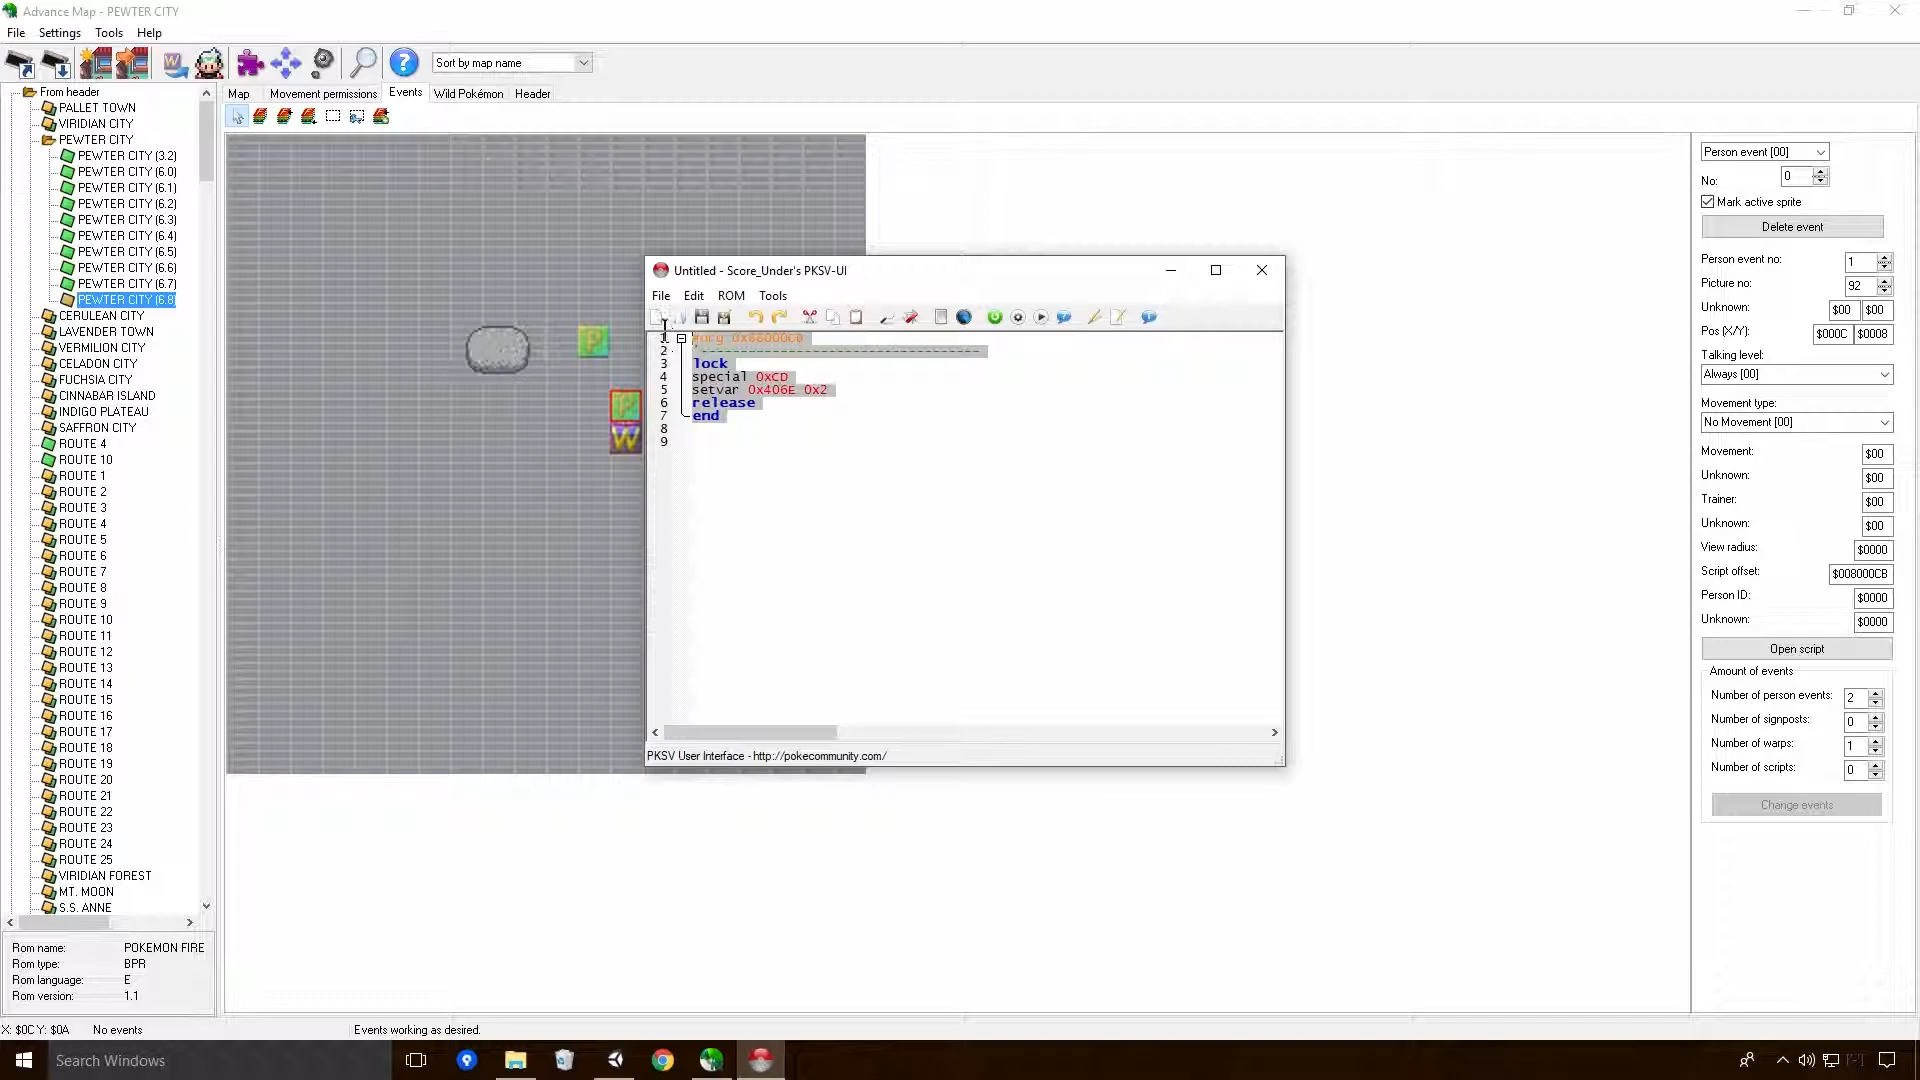 Advance Map - PEWTER CITY
File Settings Tools Help
Sort by map name
From header
PALLET TOWN
VIRIDIAN CITY
PEWTER CITY
PEWTER CITY (3.2)
PEWTER CITY (6.0)
PEWTER CITY (6.1)
PEWTER CITY (6.2)
PEWTER CITY (6.3)
PEWTER CITY (6.4)
PEWTER CITY (6.5)
PEWTER CITY (6.6)
PEWTER CITY (6.7)
PEWTER CITY (6.8)
CERULEAN CITY
LAVENDER TOWN
VERMILION CITY
CELADON CITY
FUCHSIA CITY
CINNABAR ISLAND
INDIGO PLATEAU
SAFFRON CITY
ROUTE 4
ROUTE 10
ROUTE 1
ROUTE 2
ROUTE 3
ROUTE 4
ROUTE 5
ROUTE 6
ROUTE 7
ROUTE 8
ROUTE 9
ROUTE 10
ROUTE 11
ROUTE 12
ROUTE 13
ROUTE 14
ROUTE 15
ROUTE 16
ROUTE 17
ROUTE 18
ROUTE 19
ROUTE 20
ROUTE 21
ROUTE 22
ROUTE 23
ROUTE 24
ROUTE 25
VIRIDIAN FOREST
MT. MOON
S.S. ANNE
Rom name: POKEMON FIRE
Rom type: BPR
Rom language: E
Rom version: 1.1
Map Movement permissions Events Wild Pokémon Header
P
P
W
Untitled - Score_Under's PKSV-UI
File Edit ROM Tools
1
2 '-----------------------------------
3 lock
4 special 0xCD
5 setvar 0x406E 0x2
6 release
7 end
8
9
PKSV User Interface - http://pokecommunity.com/
Person event [00]
No: 0
Mark active sprite
Delete event
Person event no: 1
Picture no: 92
Unknown: $00 $00
Pos (X/Y): $000C $0008
Talking level:
Always [00]
Movement type:
No Movement [00]
Movement: $00
Unknown: $00
Trainer: $00
Unknown: $00
View radius: $0000
Script offset: $008000CB
Person ID: $0000
Unknown: $0000
Open script
Amount of events
Number of person events: 2
Number of signposts: 0
Number of warps: 1
Number of scripts: 0
Change events
X: $0C Y: $0A No events Events working as desired.
Search Windows